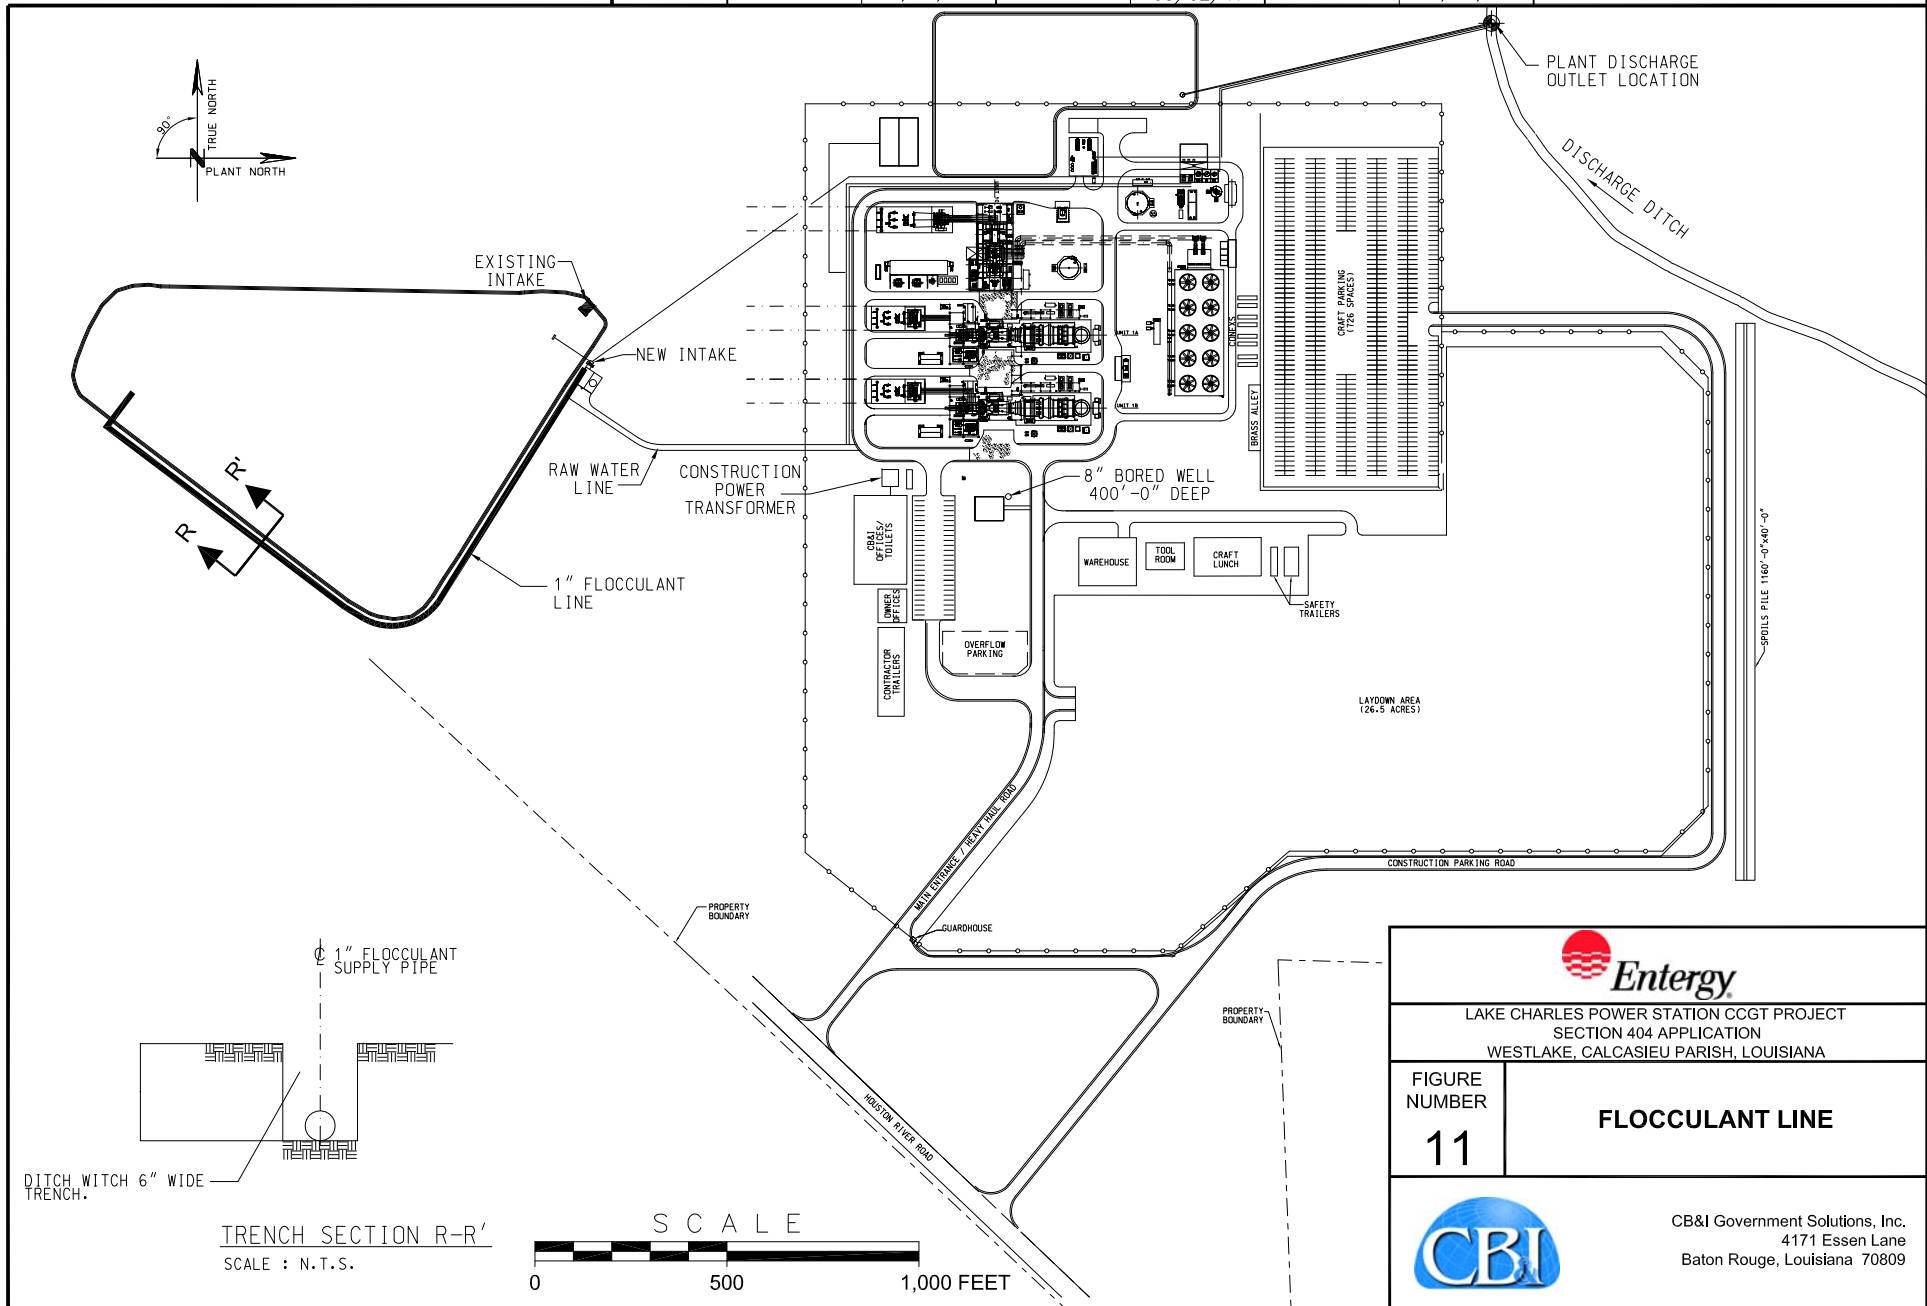 PLANT DISCHARGE
OUTLET LOCATION
90°
TRUE NORTH
PLANT NORTH
DISCHARGE DITCH
EXISTING
INTAKE
NEW INTAKE
CRAFT PARKING
(726 SPACES)
CONEXS
UNIT 1A
UNIT 1B
BRASS ALLEY
R'
R
RAW WATER
LINE
CONSTRUCTION
POWER
TRANSFORMER
8" BORED WELL
400'-0" DEEP
CB&I
OFFICES/
TOILETS
WAREHOUSE
TOOL
ROOM
CRAFT
LUNCH
SAFETY
TRAILERS
SPOILS PILE 1160'-0"x40'-0"
1" FLOCCULANT
LINE
OWNER
OFFICES
CONTRACTOR
TRAILERS
OVERFLOW
PARKING
LAYDOWN AREA
(26.5 ACRES)
MAIN ENTRANCE / HEAVY HAUL ROAD
CONSTRUCTION PARKING ROAD
PROPERTY
BOUNDARY
GUARDHOUSE
℄ 1" FLOCCULANT
SUPPLY PIPE
PROPERTY
BOUNDARY
HOUSTON RIVER ROAD
DITCH WITCH 6" WIDE
TRENCH.
TRENCH SECTION R-R'
SCALE : N.T.S.
SCALE
0 500 1,000 FEET
Entergy
LAKE CHARLES POWER STATION CCGT PROJECT
SECTION 404 APPLICATION
WESTLAKE, CALCASIEU PARISH, LOUISIANA
FIGURE
NUMBER
11
FLOCCULANT LINE
CB&I
CB&I Government Solutions, Inc.
4171 Essen Lane
Baton Rouge, Louisiana 70809